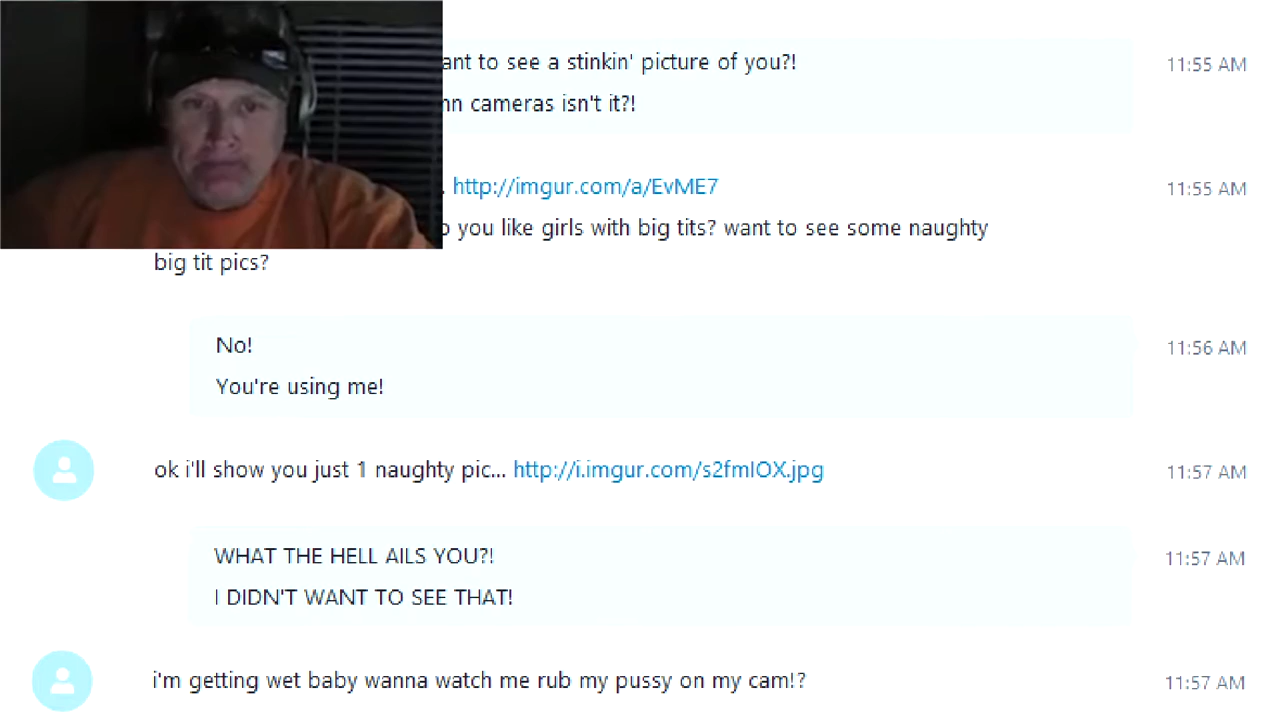 ant to see a stinkin' picture of you?! 11:55 AM
nn cameras isn't it?!
. http://imgur.com/a/EvME7 11:55 AM
o you like girls with big tits? want to see some naughty
big tit pics?
No! 11:56 AM
You're using me!
ok i'll show you just 1 naughty pic... http://i.imgur.com/s2fmIOX.jpg 11:57 AM
WHAT THE HELL AILS YOU?! 11:57 AM
I DIDN'T WANT TO SEE THAT!
i'm getting wet baby wanna watch me rub my pussy on my cam!? 11:57 AM